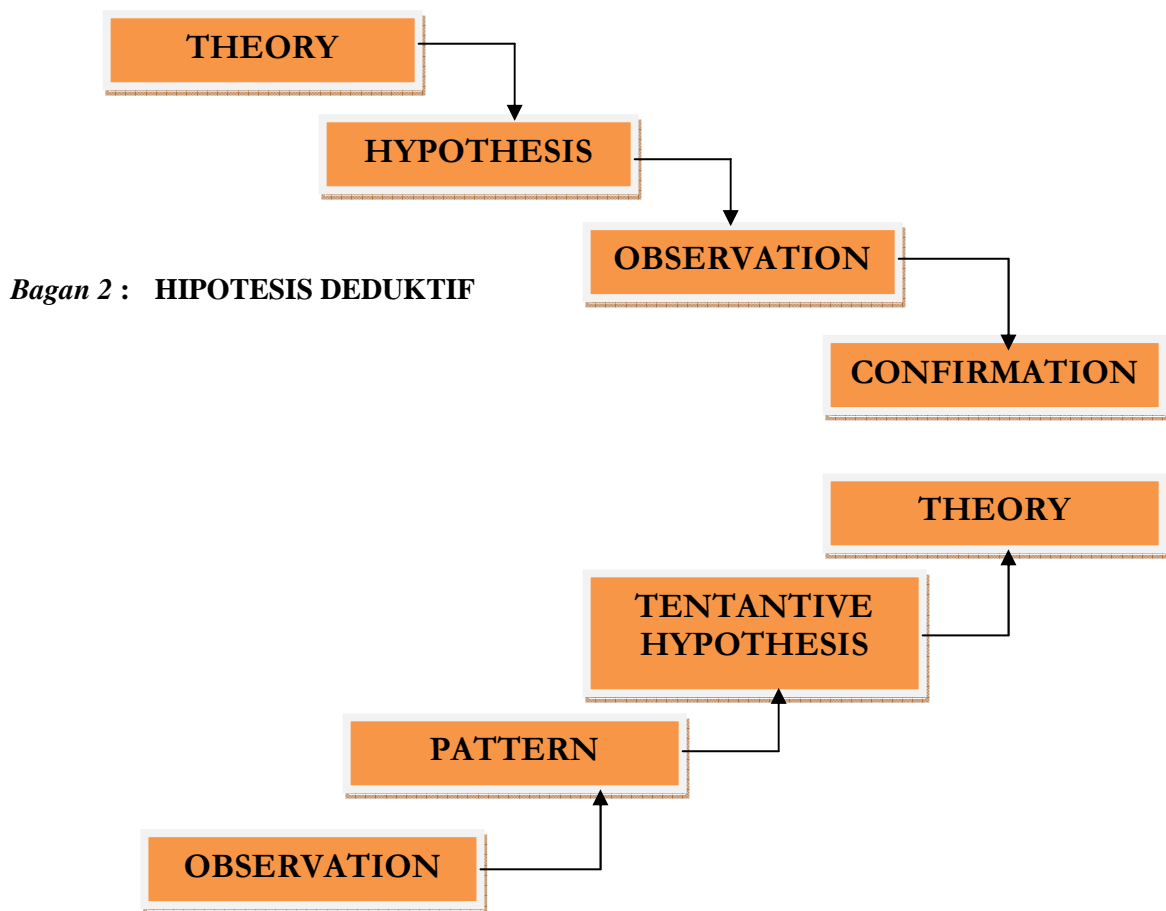 THEORY
HYPOTHESIS
OBSERVATION
Bagan 2 : HIPOTESIS DEDUKTIF
CONFIRMATION
THEORY
TENTANTIVE
HYPOTHESIS
PATTERN
OBSERVATION